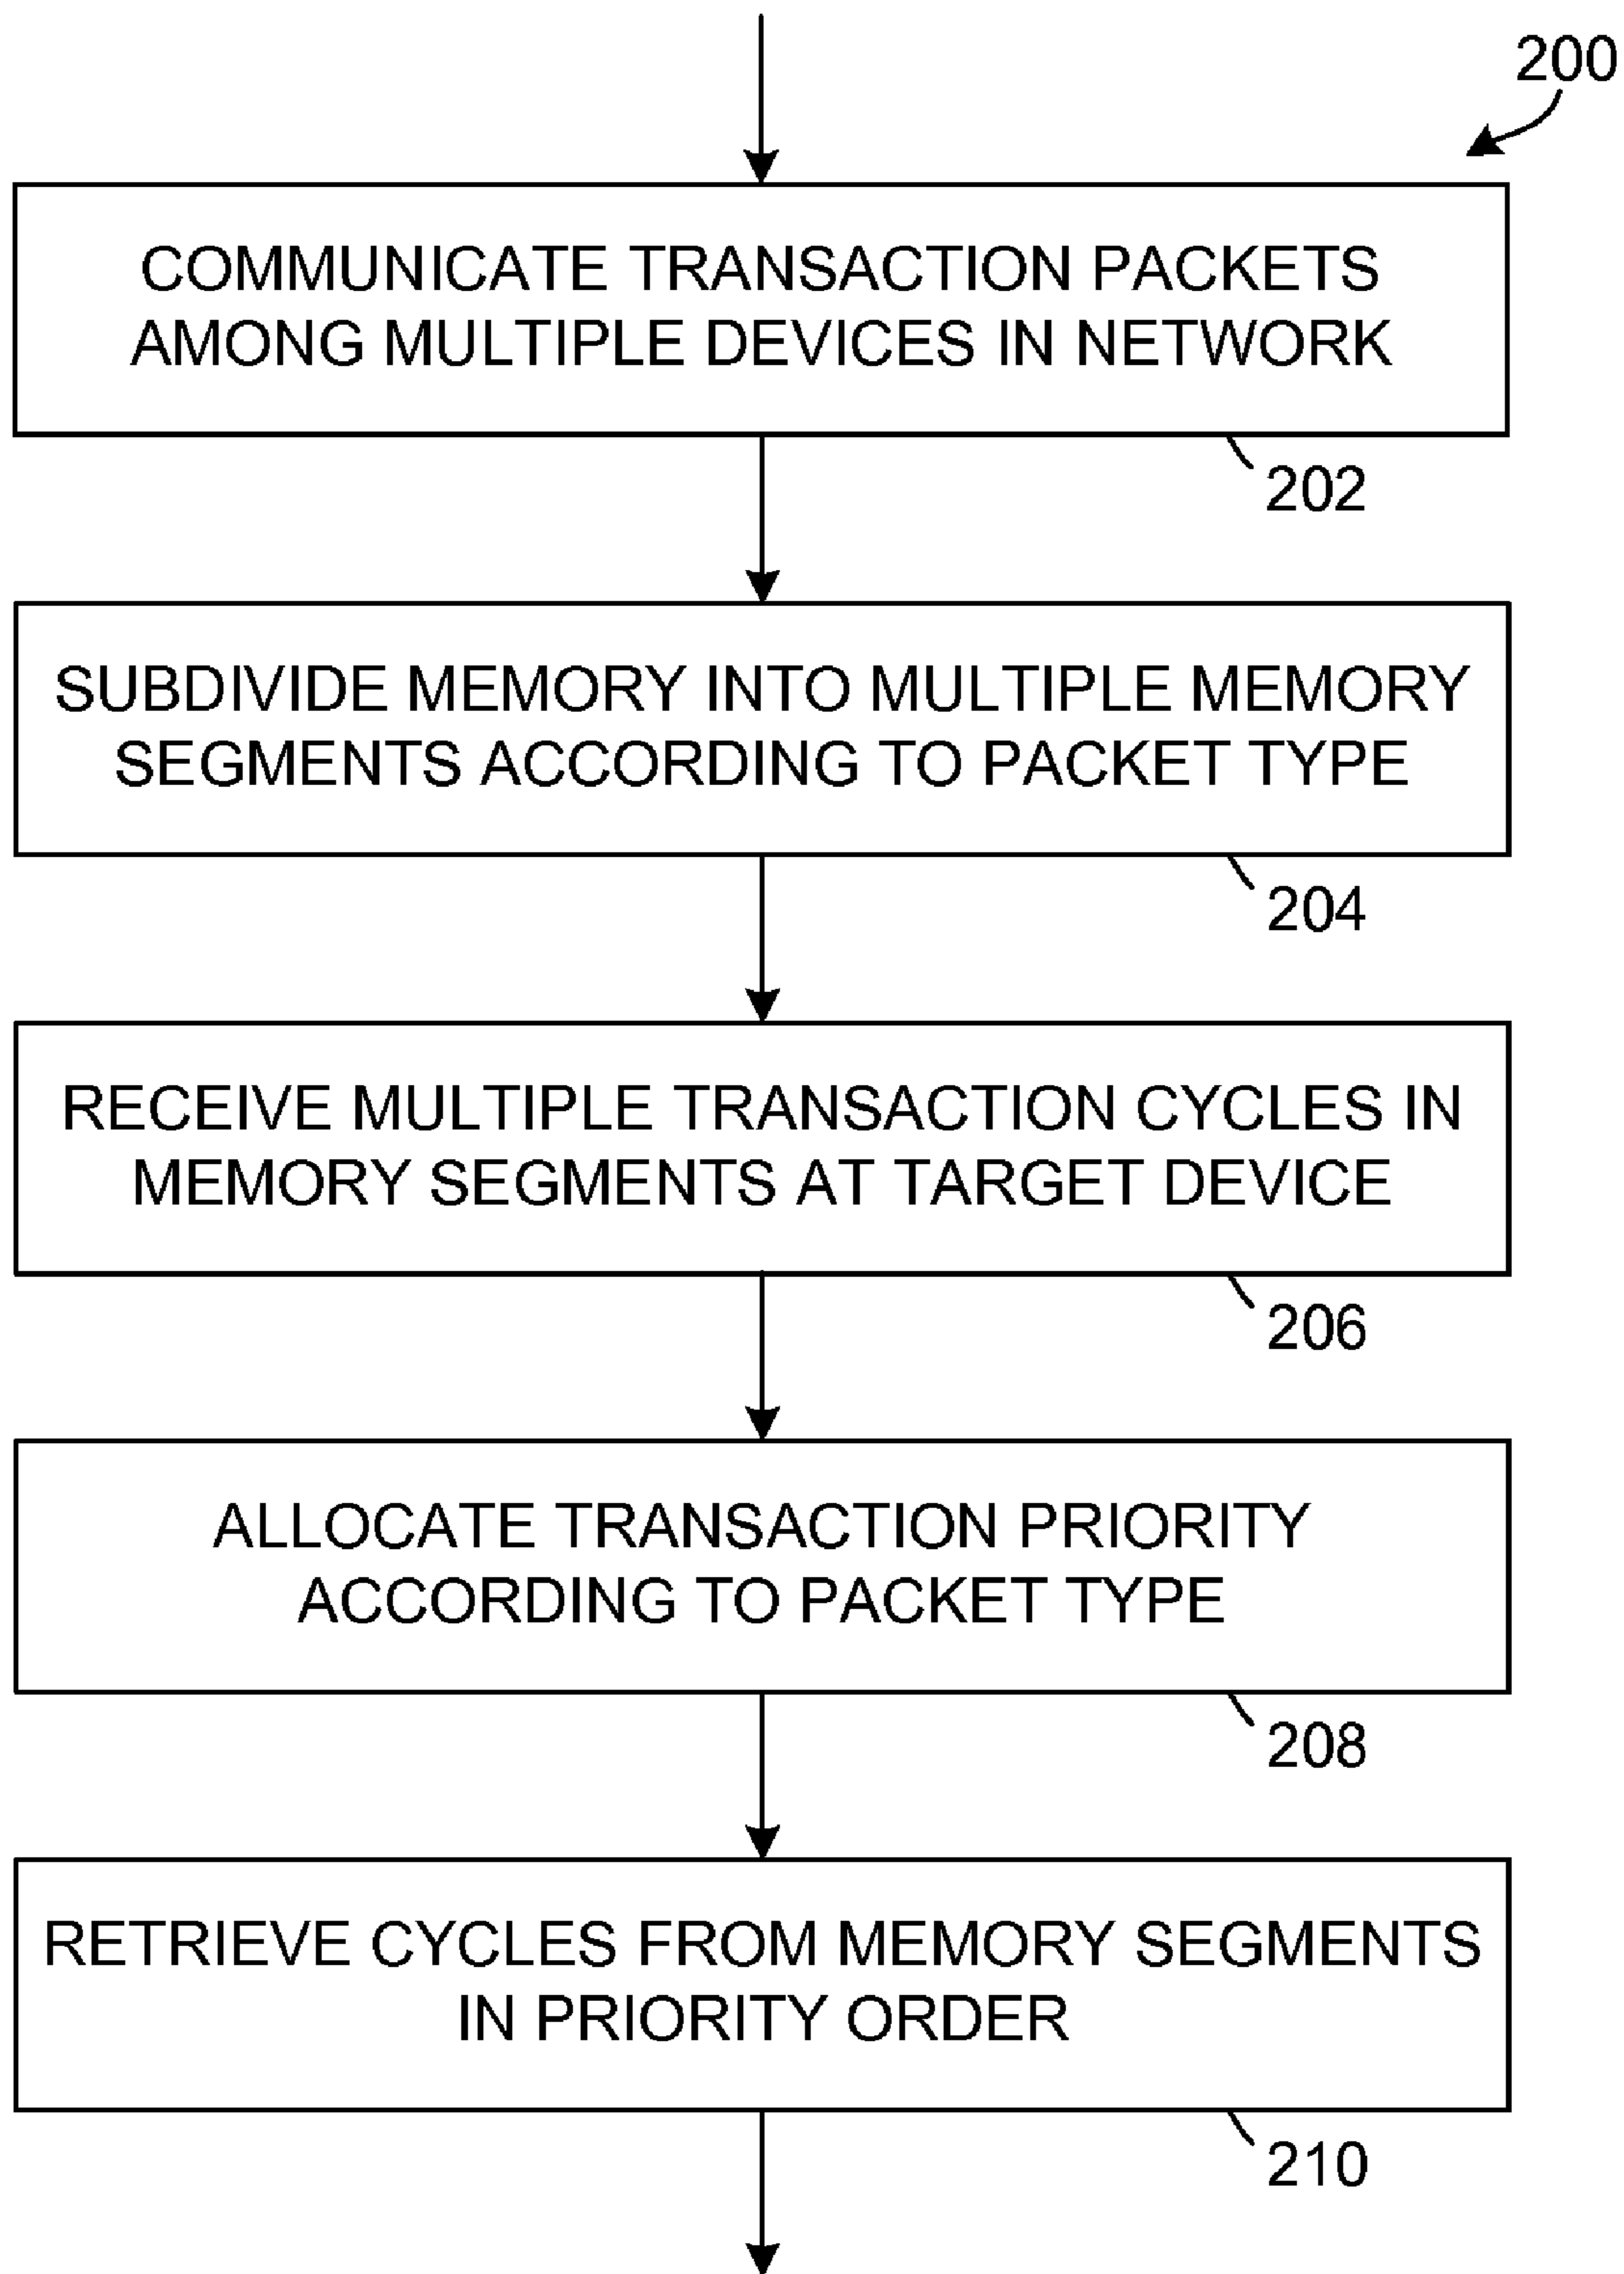 200
COMMUNICATE TRANSACTION PACKETS
AMONG MULTIPLE DEVICES IN NETWORK
202
SUBDIVIDE MEMORY INTO MULTIPLE MEMORY
SEGMENTS ACCORDING TO PACKET TYPE
204
RECEIVE MULTIPLE TRANSACTION CYCLES IN
MEMORY SEGMENTS AT TARGET DEVICE
206
ALLOCATE TRANSACTION PRIORITY
ACCORDING TO PACKET TYPE
208
RETRIEVE CYCLES FROM MEMORY SEGMENTS
IN PRIORITY ORDER
210